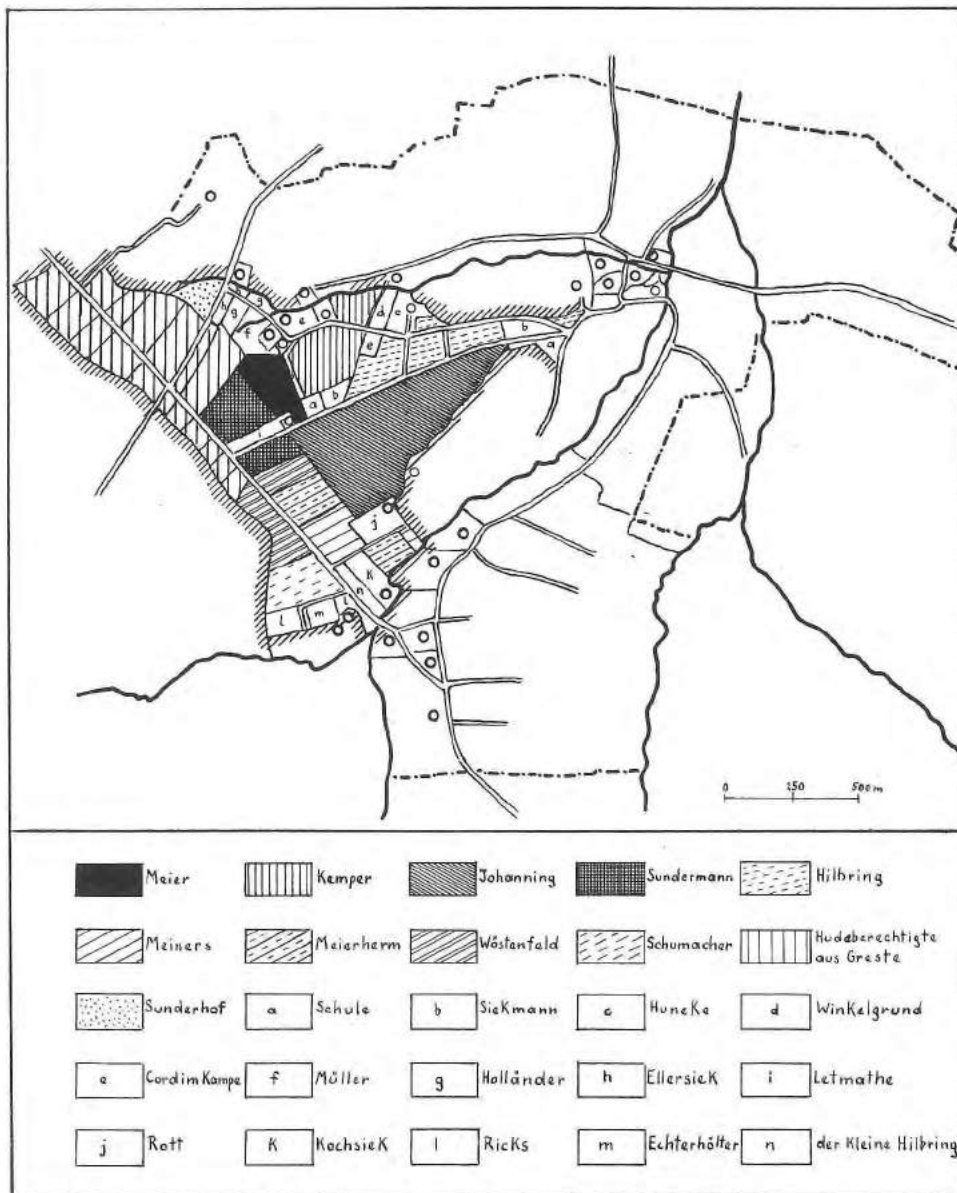 h
g
g
f
e
d
c
e
b
a
a
b
i
j
k
n
l
m
l
0 250 500 m
Meier
Kemper
Johanning
Sundermann
Hilbring
Meiners
Meierherm
Wöstenfeld
Schumacher
Hudeberechtigte
aus Greste
Sunderhof
a Schule
b Siekmann
c Huneke
d Winkelgrund
e Cord im Kampe
f Müller
g Holländer
h Ellersiek
i Letmathe
j Rott
k Kochsiek
l Ricks
m Echterhölter
n der Kleine Hilbring